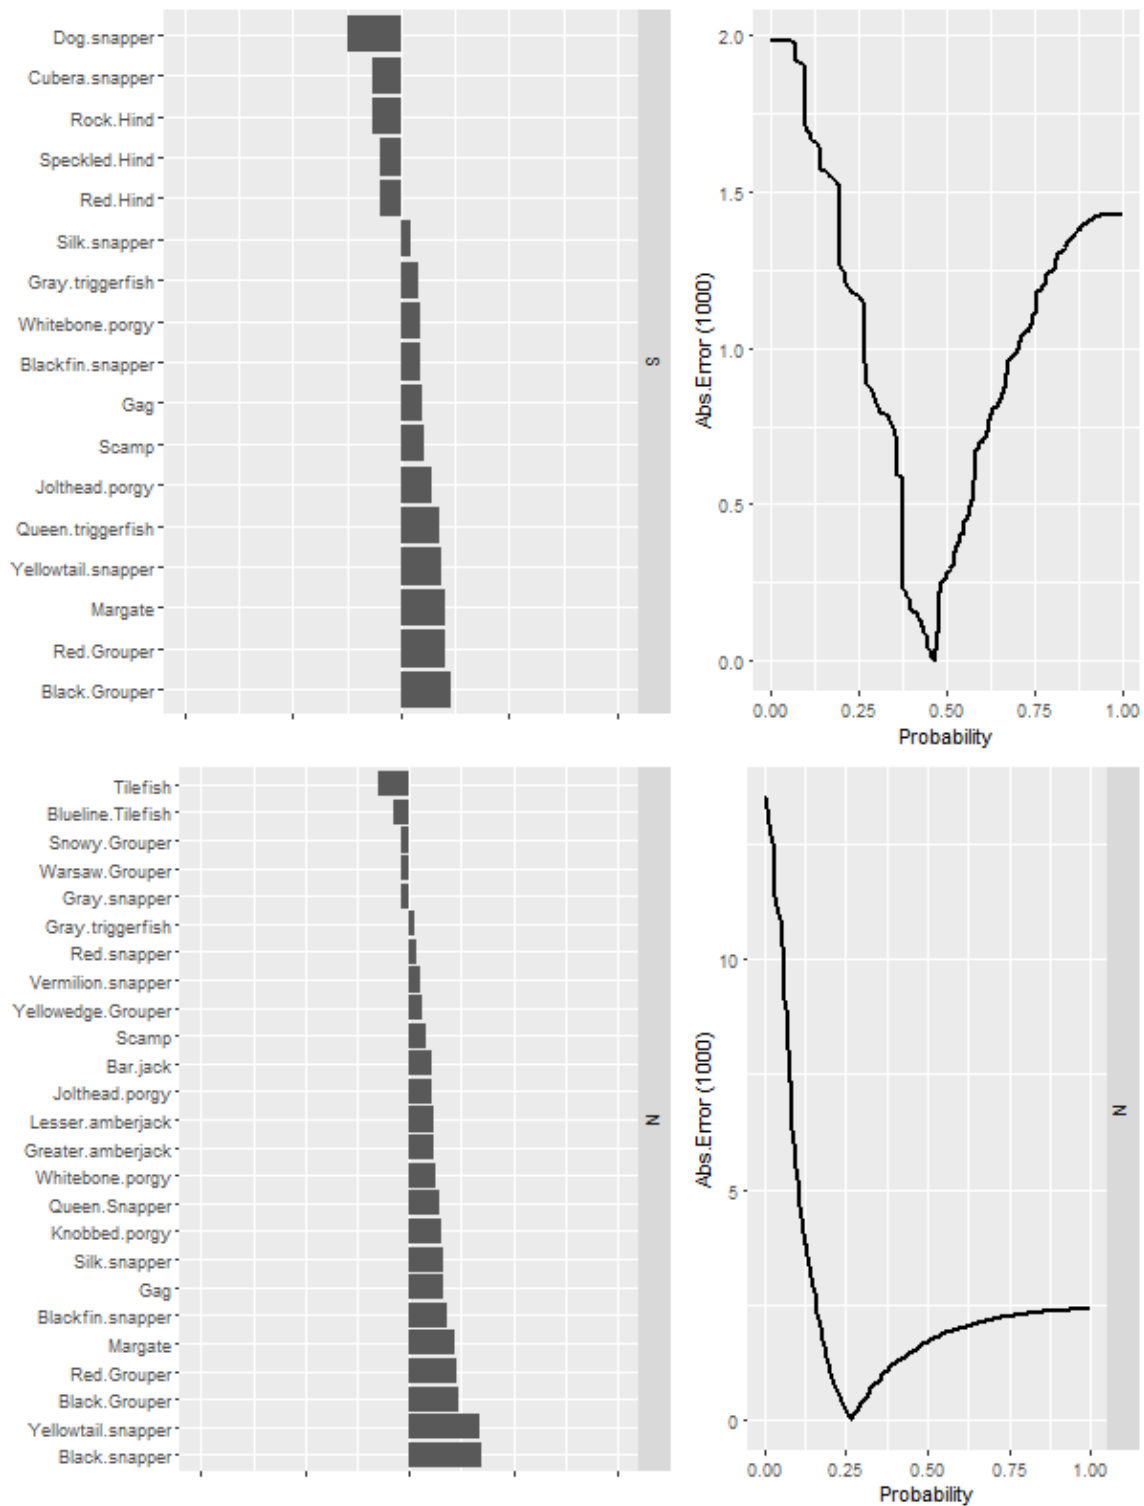 Dog.snapper
Cubera.snapper
Rock.Hind
Speckled.Hind
Red.Hind
Silk.snapper
Gray.triggerfish
Whitebone.porgy
Blackfin.snapper
Gag
Scamp
Jolthead.porgy
Queen.triggerfish
Yellowtail.snapper
Margate
Red.Grouper
Black.Grouper
S
Abs.Error (1000)
2.0
1.5
1.0
0.5
0.0
0.00 0.25 0.50 0.75 1.00
Probability
Tilefish
Blueline.Tilefish
Snowy.Grouper
Warsaw.Grouper
Gray.snapper
Gray.triggerfish
Red.snapper
Vermilion.snapper
Yellowedge.Grouper
Scamp
Bar.jack
Jolthead.porgy
Lesser.amberjack
Greater.amberjack
Whitebone.porgy
Queen.Snapper
Knobbed.porgy
Silk.snapper
Gag
Blackfin.snapper
Margate
Red.Grouper
Black.Grouper
Yellowtail.snapper
Black.snapper
N
Abs.Error (1000)
10
5
0
0.00 0.25 0.50 0.75 1.00
Probability
N